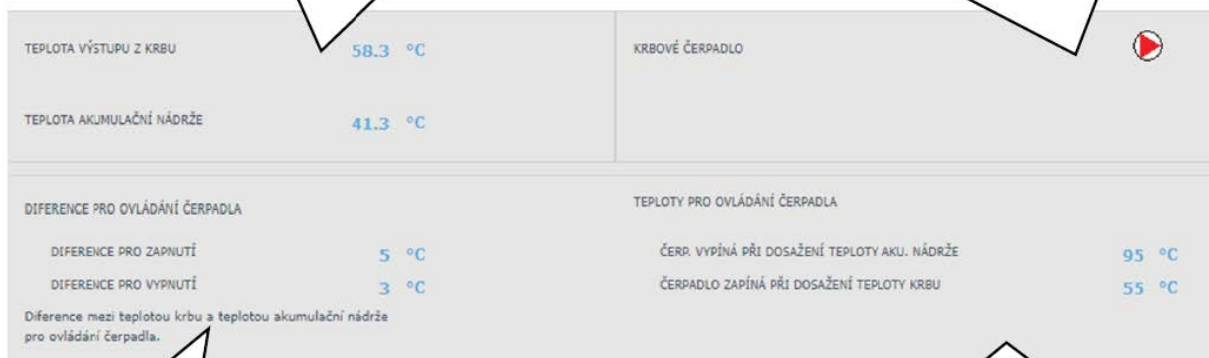 TEPLOTA VÝSTUPU Z KRBU 58.3 °C
KRBOVÉ ČERPADLO
TEPLOTA AKUMULAČNÍ NÁDRŽE 41.3 °C
DIFERENCE PRO OVLÁDÁNÍ ČERPADLA
DIFERENCE PRO ZAPNUTÍ 5 °C
DIFERENCE PRO VYPNUTÍ 3 °C
Diference mezi teplotou krbu a teplotou akumulační nádrže
pro ovládání čerpadla.
TEPLOTY PRO OVLÁDÁNÍ ČERPADLA
ČERP. VYPÍNÁ PŘI DOSAŽENÍ TEPLOTY AKU. NÁDRŽE 95 °C
ČERPADLO ZAPÍNÁ PŘI DOSAŽENÍ TEPLOTY KRBU 55 °C